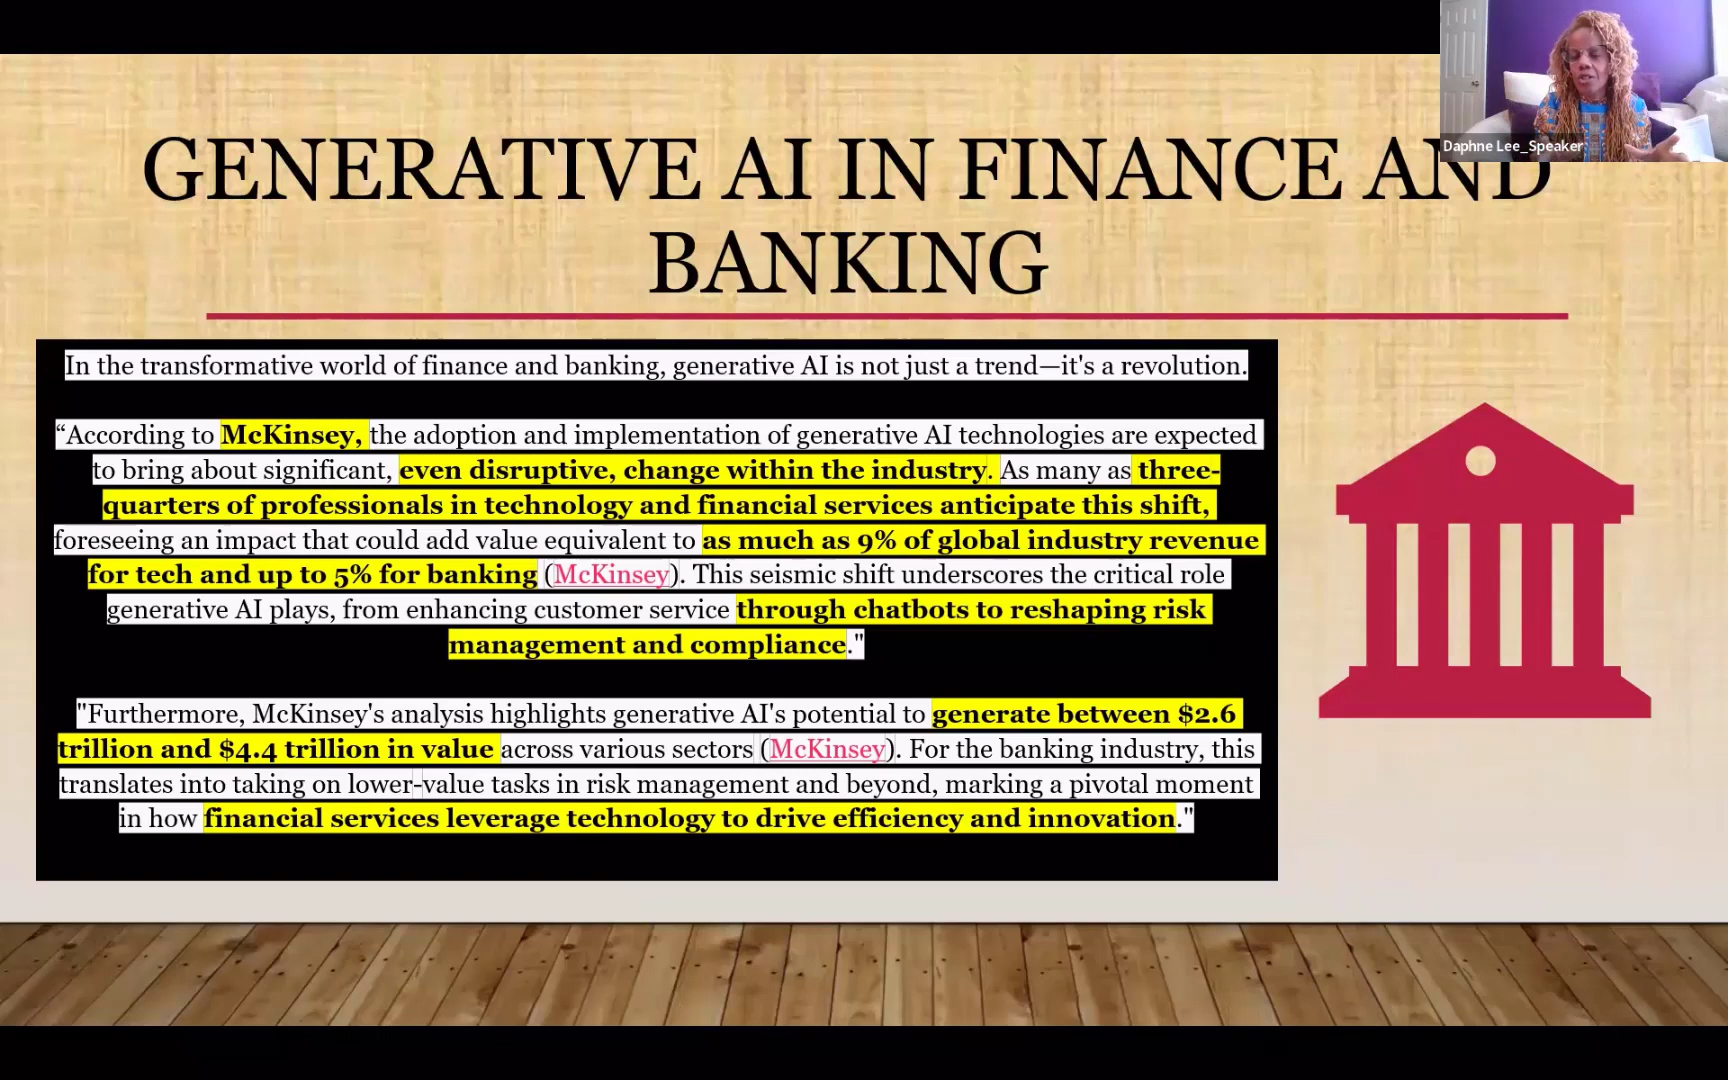 Daphne Lee_Speaker
GENERATIVE AI IN FINANCE AND
BANKING
In the transformative world of finance and banking, generative AI is not just a trend—it's a revolution.
“According to McKinsey, the adoption and implementation of generative AI technologies are expected
to bring about significant, even disruptive, change within the industry. As many as three-
quarters of professionals in technology and financial services anticipate this shift,
foreseeing an impact that could add value equivalent to as much as 9% of global industry revenue
for tech and up to 5% for banking (McKinsey). This seismic shift underscores the critical role
generative AI plays, from enhancing customer service through chatbots to reshaping risk
management and compliance."
"Furthermore, McKinsey's analysis highlights generative AI's potential to generate between $2.6
trillion and $4.4 trillion in value across various sectors (McKinsey). For the banking industry, this
translates into taking on lower-value tasks in risk management and beyond, marking a pivotal moment
in how financial services leverage technology to drive efficiency and innovation."